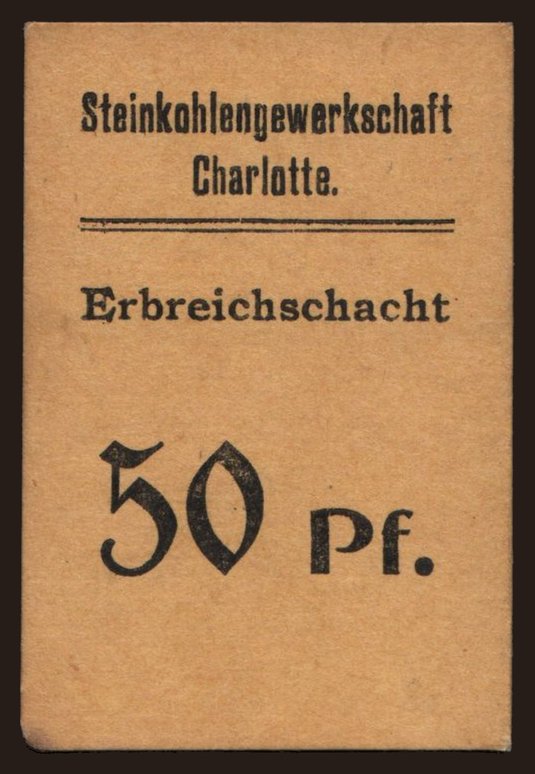 Steinkohlengewerkschaft
Charlotte.
Erbreichschacht
50 Pf.